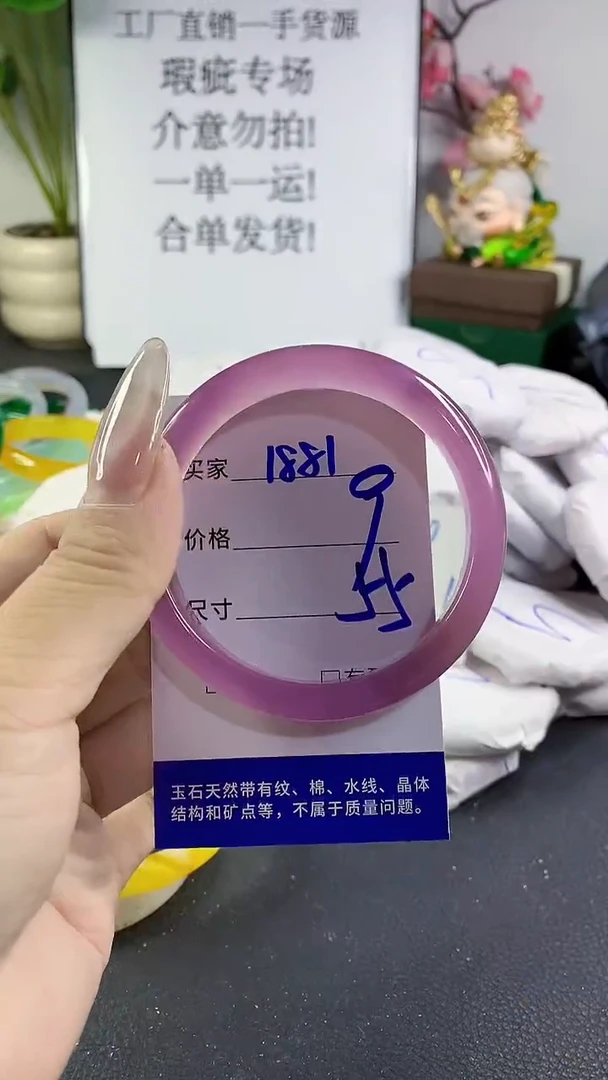 工厂直销一手货源
瑕疵专场
介意勿拍!
一单一运!
合单发货!
买家 1881
价格
尺寸 55
玉石天然带有纹、棉、水线、晶体
结构和矿点等，不属于质量问题。